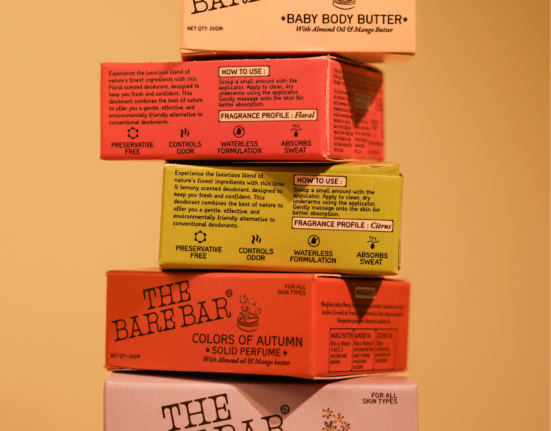 BARE
NET QTY: 20GM
★BABY BODY BUTTER★
With Almond Oil & Mango Butter
Experience the luxurious blend of
nature's finest ingredients with this
Floral scented deodorant, designed to
keep you fresh and confident. This
deodorant combines the best of nature
to offer you a gentle, effective, and
environmentally friendly alternative to
conventional deodorants.
HOW TO USE :
Scoop a small amount with the
applicator. Apply to clean, dry
underarms using the applicator.
Gently massage onto the skin for
better absorption.
FRAGRANCE PROFILE : Floral
PRESERVATIVE
FREE
CONTROLS
ODOR
WATERLESS
FORMULATION
ABSORBS
SWEAT
Experience the luxurious blend of
nature's finest ingredients with this lime
& lemony scented deodorant, designed to
keep you fresh and confident. This
deodorant combines the best of nature to
offer you a gentle, effective, and
environmentally friendly alternative to
conventional deodorants.
HOW TO USE :
Scoop a small amount with the
applicator. Apply to clean, dry
underarms using the applicator.
Gently massage onto the skin for
better absorption.
FRAGRANCE PROFILE : Citrus
PRESERVATIVE
FREE
CONTROLS
ODOR
WATERLESS
FORMULATION
ABSORBS
SWEAT
THE
BARE BAR®
FOR ALL
SKIN TYPES
COLORS OF AUTUMN
★ SOLID PERFUME ★
With Almond oil & Mango butter
NET QTY: 20GM
MANGO BUTTER
ALMOND OIL
COCONUT OIL
THE
BAR
FOR ALL
SKIN TYPES